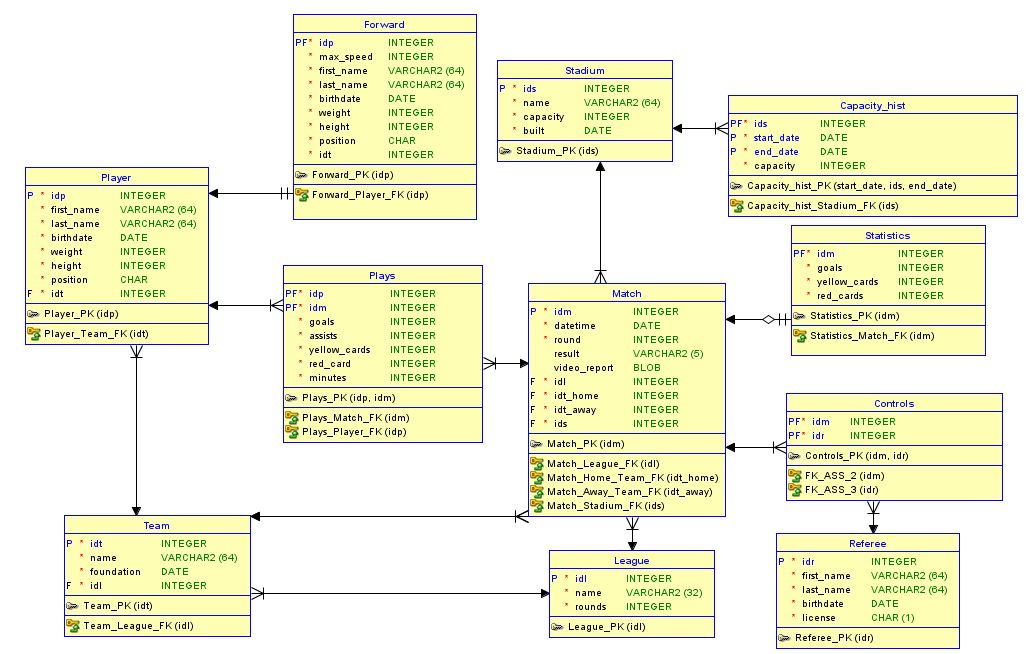 Forward
PF* idp INTEGER
* max_speed INTEGER
* first_name VARCHAR2 (64)
* last_name VARCHAR2 (64)
* birthdate DATE
* weight INTEGER
* height INTEGER
* position CHAR
* idt INTEGER
Forward_PK (idp)
Forward_Player_FK (idp)
Stadium
P * ids INTEGER
* name VARCHAR2 (64)
* capacity INTEGER
* built DATE
Stadium_PK (ids)
Capacity_hist
PF* ids INTEGER
P * start_date DATE
P * end_date DATE
* capacity INTEGER
Capacity_hist_PK (start_date, ids, end_date)
Capacity_hist_Stadium_FK (ids)
Player
P * idp INTEGER
* first_name VARCHAR2 (64)
* last_name VARCHAR2 (64)
* birthdate DATE
* weight INTEGER
* height INTEGER
* position CHAR
F * idt INTEGER
Player_PK (idp)
Player_Team_FK (idt)
Plays
PF* idp INTEGER
PF* idm INTEGER
* goals INTEGER
* assists INTEGER
* yellow_cards INTEGER
* red_card INTEGER
* minutes INTEGER
Plays_PK (idp, idm)
Plays_Match_FK (idm)
Plays_Player_FK (idp)
Match
P * idm INTEGER
* datetime DATE
* round INTEGER
result VARCHAR2 (5)
video_report BLOB
F * idl INTEGER
F * idt_home INTEGER
F * idt_away INTEGER
F * ids INTEGER
Match_PK (idm)
Match_League_FK (idl)
Match_Home_Team_FK (idt_home)
Match_Away_Team_FK (idt_away)
Match_Stadium_FK (ids)
Statistics
PF* idm INTEGER
* goals INTEGER
* yellow_cards INTEGER
* red_cards INTEGER
Statistics_PK (idm)
Statistics_Match_FK (idm)
Controls
PF* idm INTEGER
PF* idr INTEGER
Controls_PK (idm, idr)
FK_ASS_2 (idm)
FK_ASS_3 (idr)
Team
P * idt INTEGER
* name VARCHAR2 (64)
* foundation DATE
F * idl INTEGER
Team_PK (idt)
Team_League_FK (idl)
League
P * idl INTEGER
* name VARCHAR2 (32)
* rounds INTEGER
League_PK (idl)
Referee
P * idr INTEGER
* first_name VARCHAR2 (64)
* last_name VARCHAR2 (64)
* birthdate DATE
* license CHAR (1)
Referee_PK (idr)